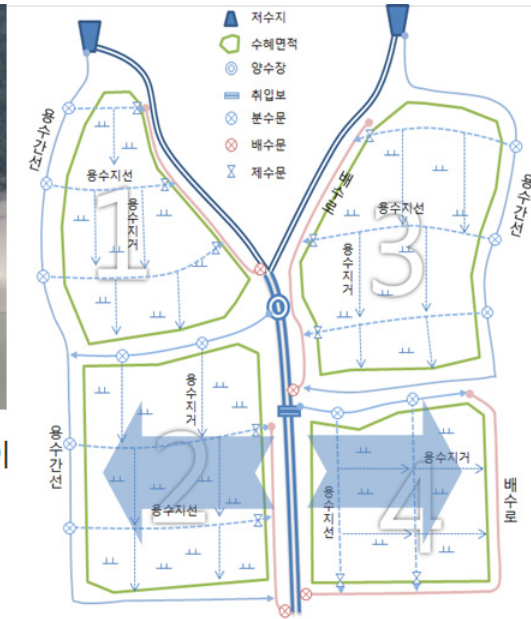 저수지
수혜면적
양수장
취입보
분수문
배수문
제수문
용수간선
용수지선
용수지거
1
배수로
용수지선
용수지거
3
용수간선
용수지거
2
용수지선
용수간선
용수지거
용수지선
4
배수로
이